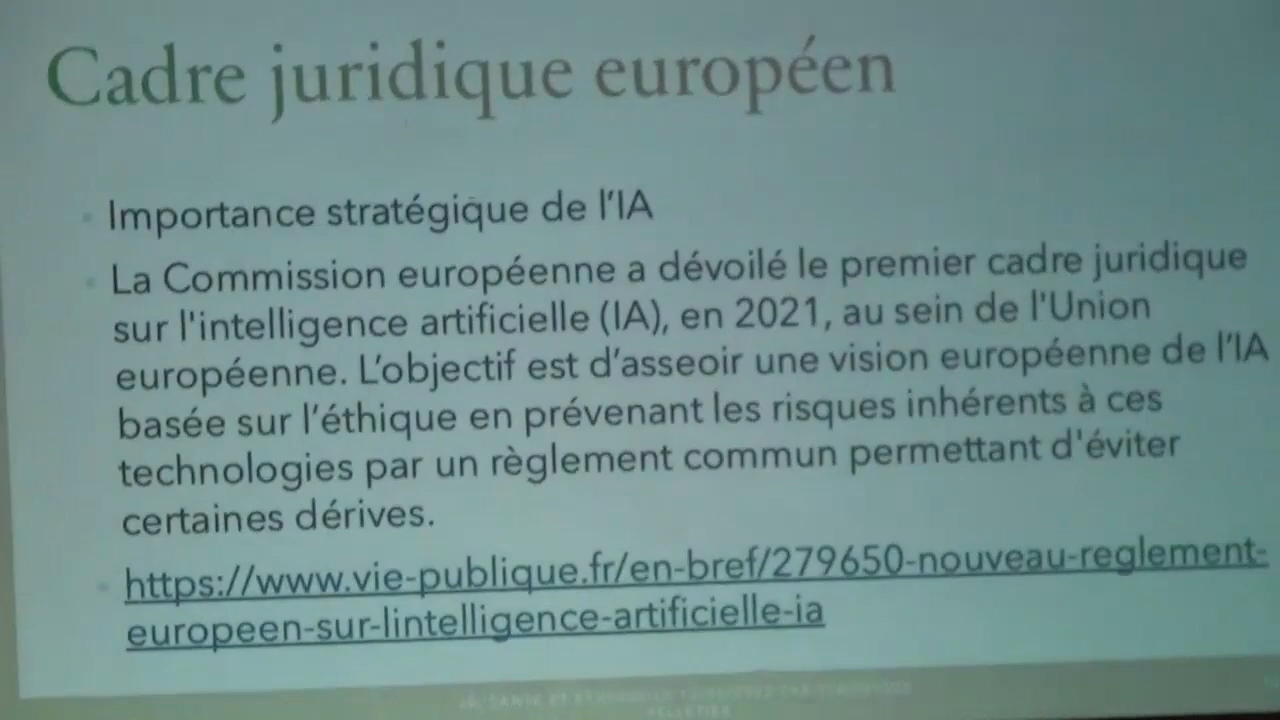 Cadre juridique européen
Importance stratégique de l'IA
La Commission européenne a dévoilé le premier cadre juridique
sur l'intelligence artificielle (IA), en 2021, au sein de l'Union
européenne. L'objectif est d'asseoir une vision européenne de l'IA
basée sur l'éthique en prévenant les risques inhérents à ces
technologies par un règlement commun permettant d'éviter
certaines dérives.
https://www.vie-publique.fr/en-bref/279650-nouveau-reglement-
europeen-sur-lintelligence-artificielle-ia